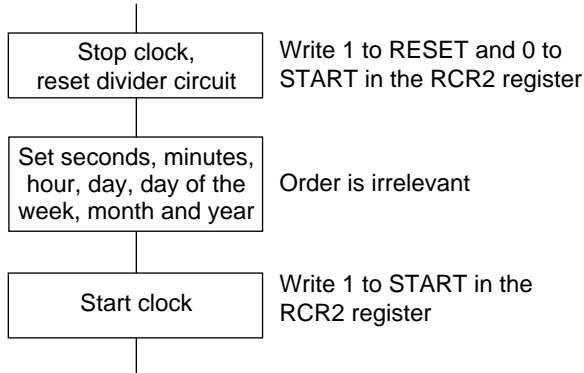 Stop clock,
reset divider circuit
Write 1 to RESET and 0 to
START in the RCR2 register
Set seconds, minutes,
hour, day, day of the
week, month and year
Order is irrelevant
Start clock
Write 1 to START in the
RCR2 register